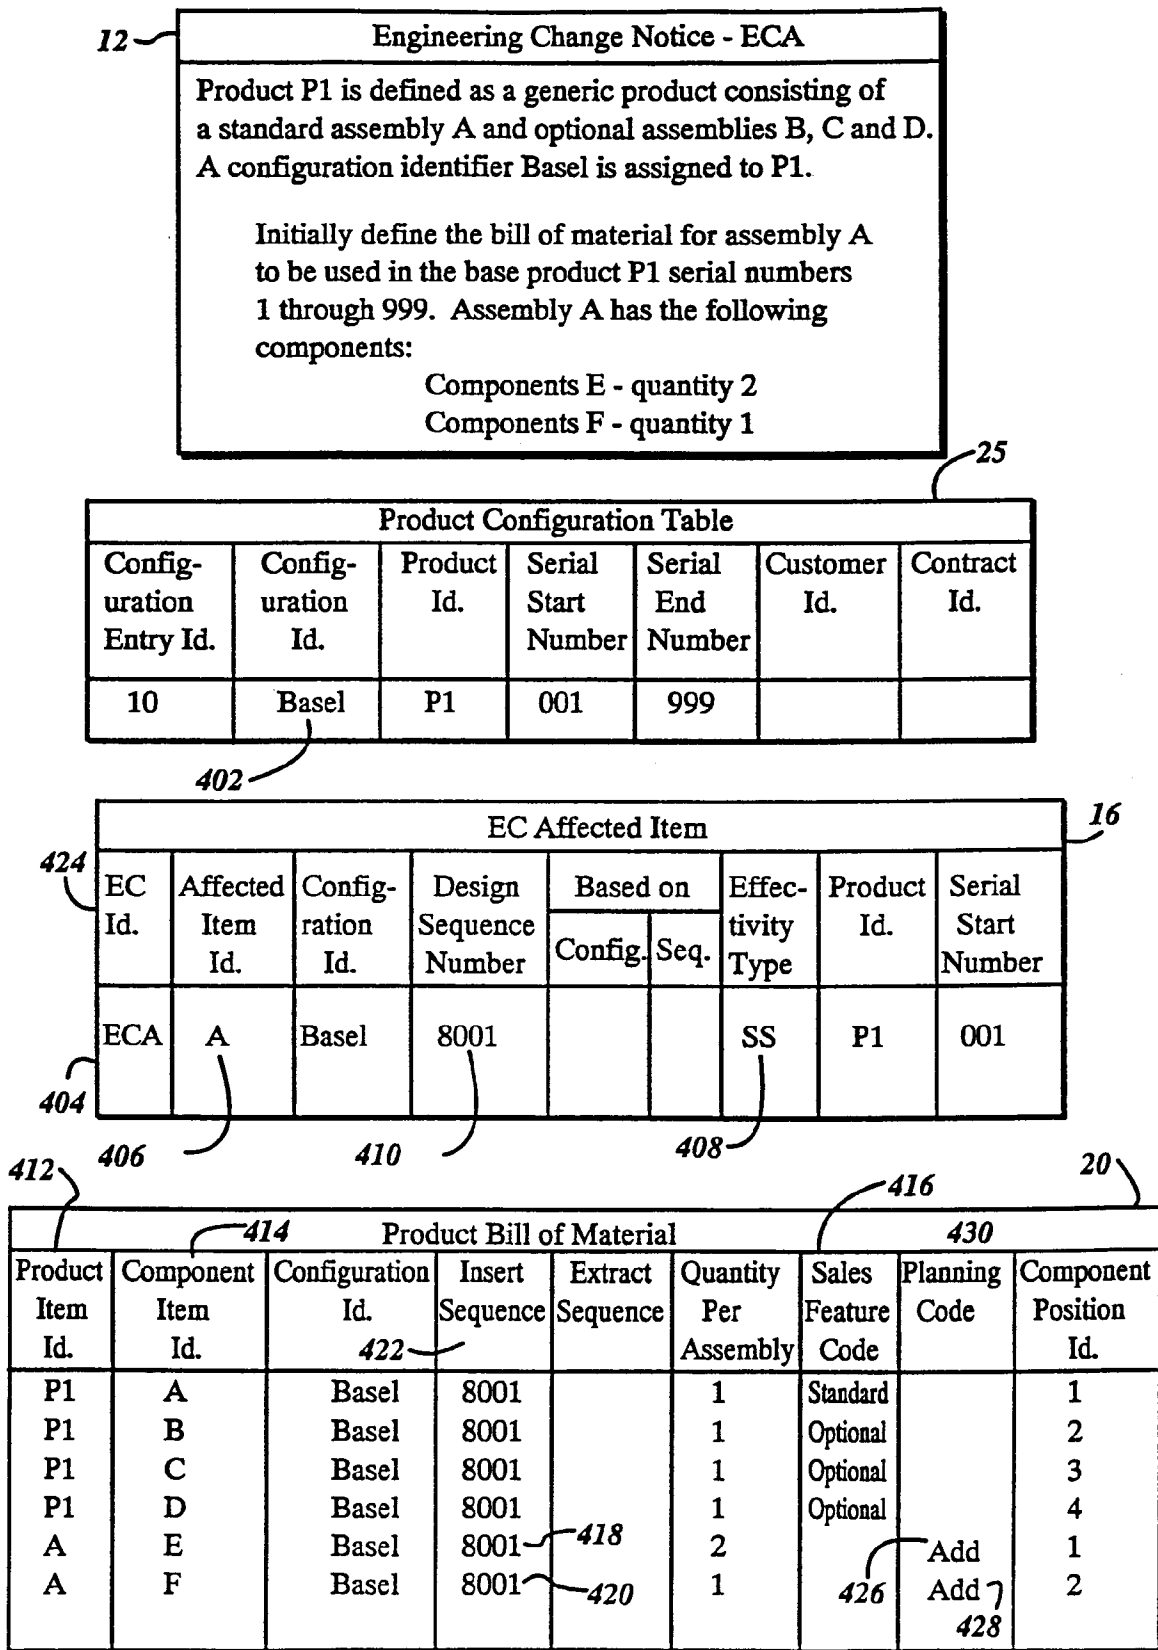 12
Engineering Change Notice - ECA
Product P1 is defined as a generic product consisting of
a standard assembly A and optional assemblies B, C and D.
A configuration identifier Basel is assigned to P1.
Initially define the bill of material for assembly A
to be used in the base product P1 serial numbers
1 through 999. Assembly A has the following
components:
Components E - quantity 2
Components F - quantity 1
25
Product Configuration Table
Config- Config- Product Serial Serial Customer Contract
uration uration Id. Start End Id. Id.
Entry Id. Id. Number Number
10 Basel P1 001 999
402
16
EC Affected Item
424
EC Affected Config- Design Based on Effec- Product Serial
Id. Item ration Sequence tivity Id. Start
Id. Id. Number Config. Seq. Type Number
ECA A Basel 8001 SS P1 001
404
406 410 408
412 416 20
414 Product Bill of Material 430
Product Component Configuration Insert Extract Quantity Sales Planning Component
Item Item Id. Sequence Sequence Per Feature Code Position
Id. Id. 422 Assembly Code Id.
P1 A Basel 8001 1 Standard 1
P1 B Basel 8001 1 Optional 2
P1 C Basel 8001 1 Optional 3
P1 D Basel 8001 1 Optional 4
A E Basel 8001 418 2 Add 1
A F Basel 8001 420 1 426 Add 2
428